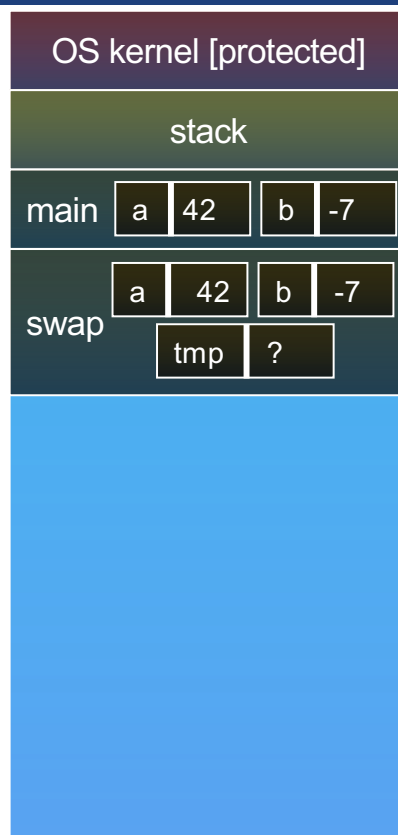 OS kernel [protected]
stack
main a 42 b -7
a 42 b -7
swap
tmp ?